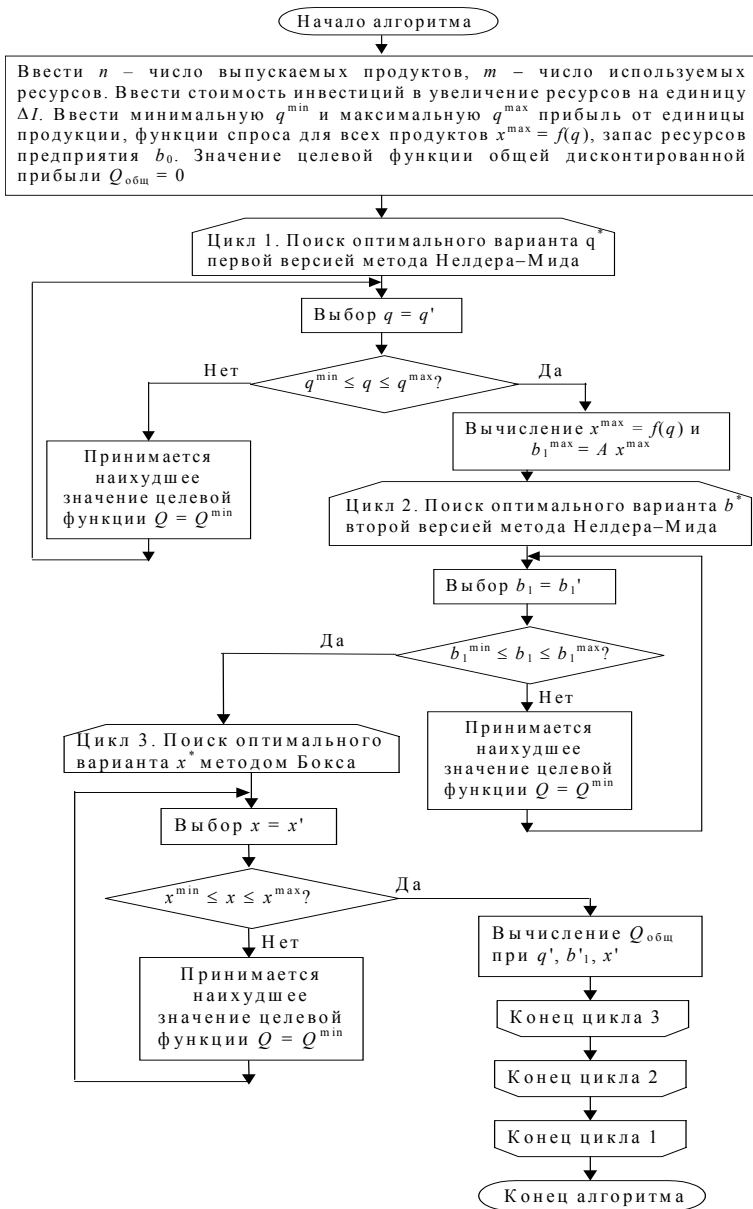 Начало алгоритма
Ввести n – число выпускаемых продуктов, m – число используемых
ресурсов. Ввести стоимость инвестиций в увеличение ресурсов на единицу
ΔI. Ввести минимальную q^min и максимальную q^max прибыль от единицы
продукции, функции спроса для всех продуктов x^max = f(q), запас ресурсов
предприятия b₀. Значение целевой функции общей дисконтированной
прибыли Q_общ = 0
Цикл 1. Поиск оптимального варианта q*
первой версией метода Нелдера–Мида
Выбор q = q'
Нет
q^min ≤ q ≤ q^max?
Да
Принимается
наихудшее
значение целевой
функции Q = Q^min
Вычисление x^max = f(q) и
b₁^max = A x^max
Цикл 2. Поиск оптимального варианта b*
второй версией метода Нелдера–Мида
Выбор b₁ = b₁'
Да
b₁^min ≤ b₁ ≤ b₁^max?
Нет
Принимается
наихудшее
значение целевой
функции Q = Q^min
Цикл 3. Поиск оптимального
варианта x* методом Бокса
Выбор x = x'
x^min ≤ x ≤ x^max?
Да
Нет
Принимается
наихудшее
значение целевой
функции Q = Q^min
Вычисление Q_общ
при q', b'₁, x'
Конец цикла 3
Конец цикла 2
Конец цикла 1
Конец алгоритма